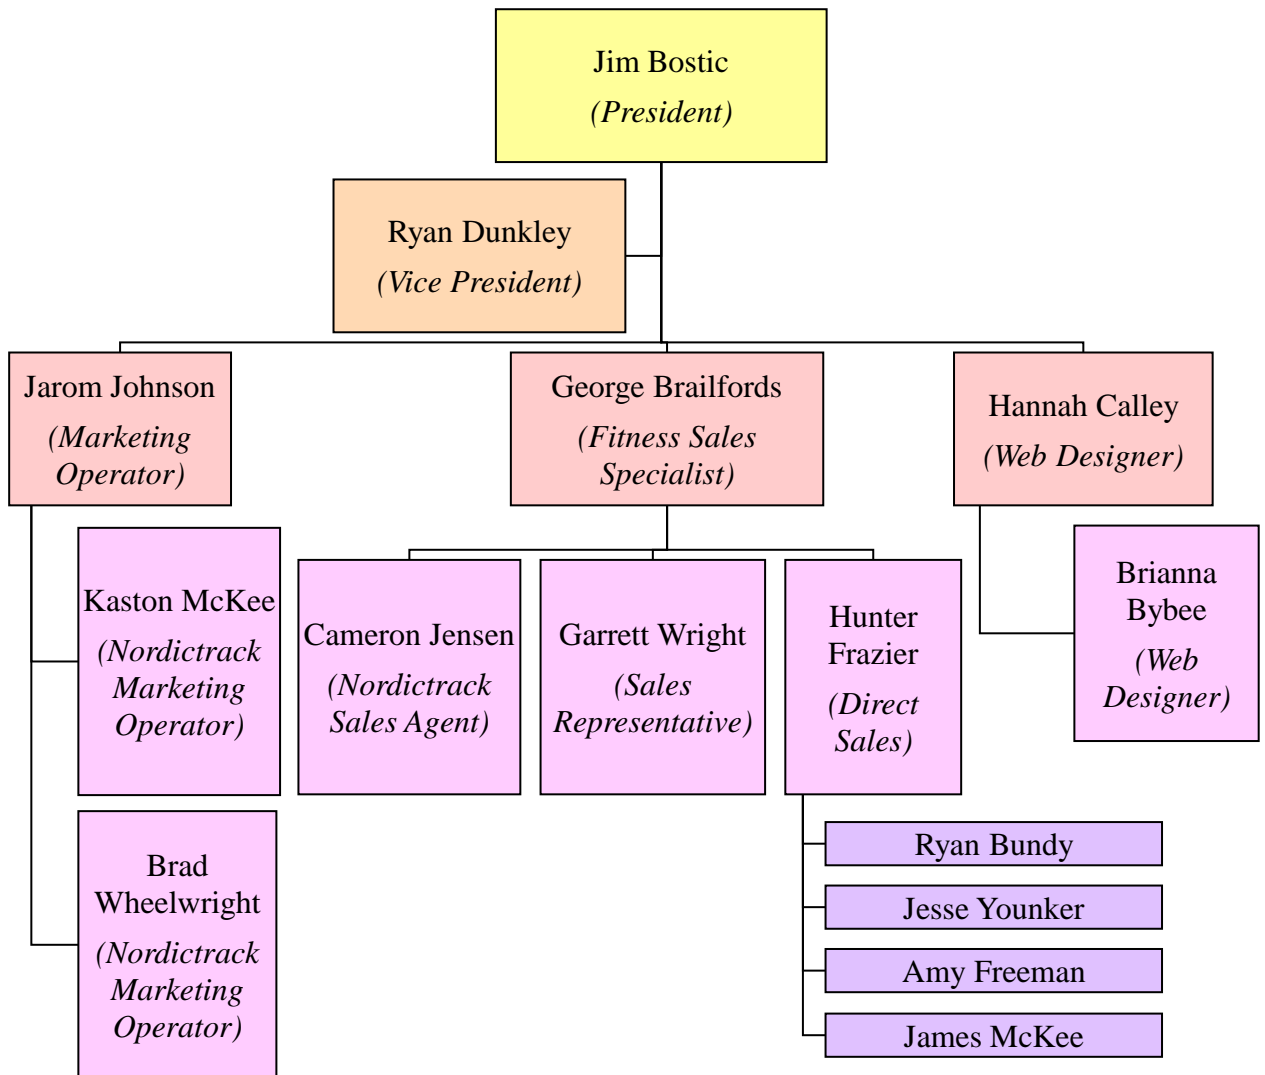 Jim Bostic
(President)
Ryan Dunkley
(Vice President)
Jarom Johnson
(Marketing
Operator)
George Brailfords
(Fitness Sales
Specialist)
Hannah Calley
(Web Designer)
Kaston McKee
(Nordictrack
Marketing
Operator)
Cameron Jensen
(Nordictrack
Sales Agent)
Garrett Wright
(Sales
Representative)
Hunter
Frazier
(Direct
Sales)
Brianna
Bybee
(Web
Designer)
Brad
Wheelwright
(Nordictrack
Marketing
Operator)
Ryan Bundy
Jesse Younker
Amy Freeman
James McKee